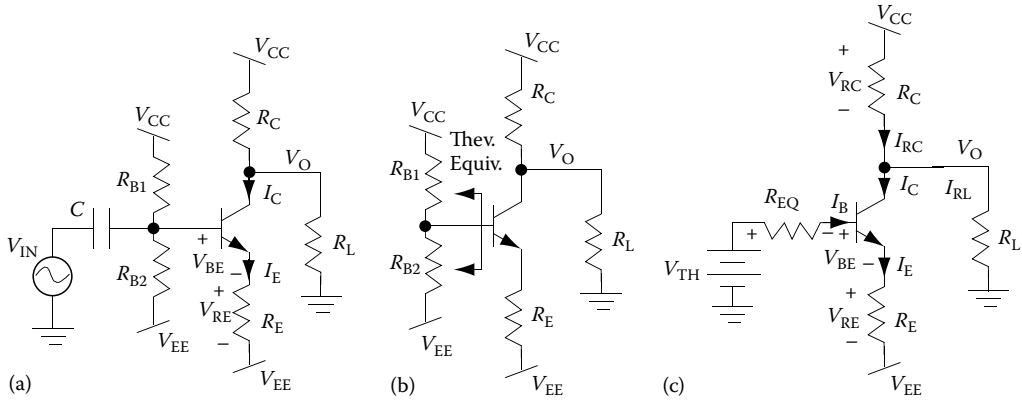 V_CC
R_C
V_CC
R_B1
V_O
I_C
C
V_IN
+
V_BE
−
R_B2
I_E
R_L
+
V_RE
−
R_E
V_EE
V_EE
(a)
V_CC
R_C
V_CC
Thev.
Equiv.
V_O
R_B1
R_B2
R_L
R_E
V_EE
V_EE
(b)
V_CC
+
V_RC
−
R_C
I_RC
V_O
I_C
I_RL
R_EQ
I_B
+
−
+
V_BE
−
V_TH
I_E
R_L
+
V_RE
−
R_E
V_EE
(c)